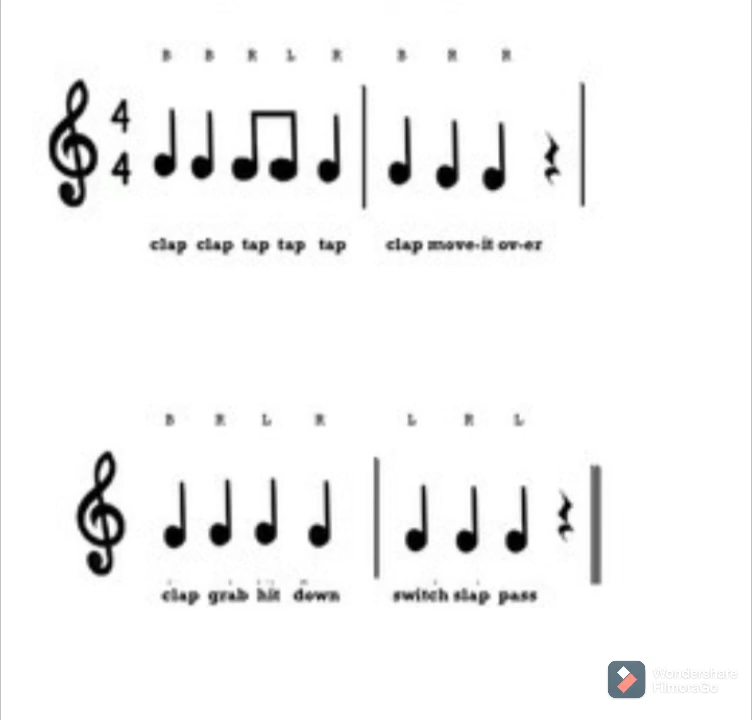 B B R L R B R R
4
4
clap clap tap tap tap clap move-it ov-er
B R L R L R L
clap grab hit down switch slap pass
Wondershare
FilmoraGo